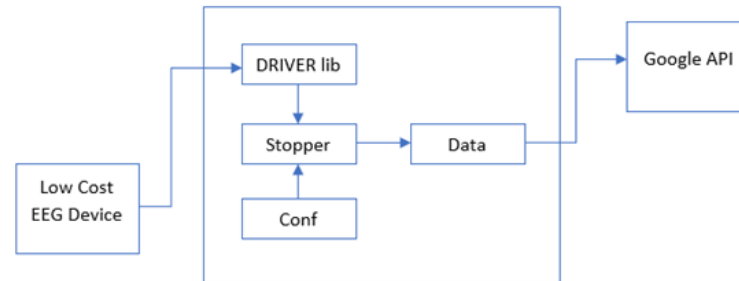 DRIVER lib
Google API
Stopper
Data
Low Cost
EEG Device
Conf